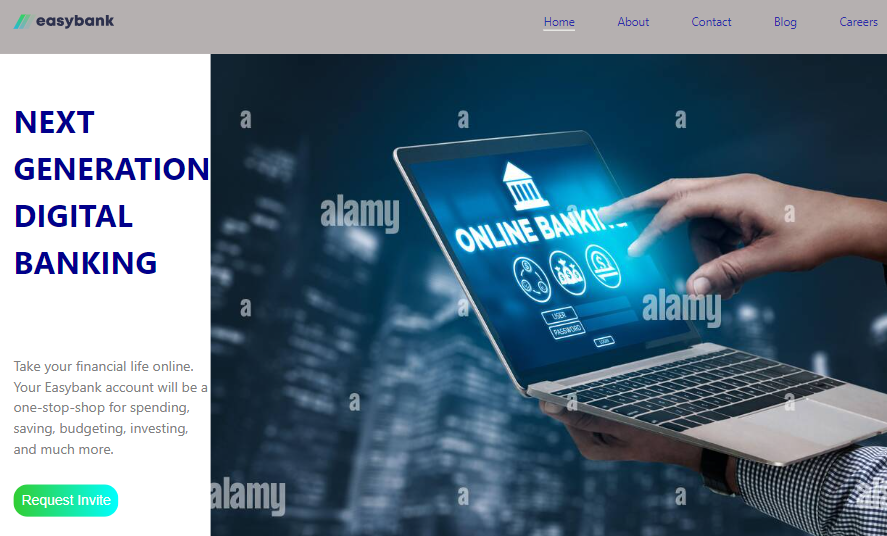 easybank
Home About Contact Blog Careers
NEXT
GENERATION
DIGITAL
BANKING
Take your financial life online.
Your Easybank account will be a
one-stop-shop for spending,
saving, budgeting, investing,
and much more.
Request Invite
ONLINE BANKING
USER
PASSWORD
LOGIN
a a a
alamy a a
a a alamy
a a a
alamy a a al